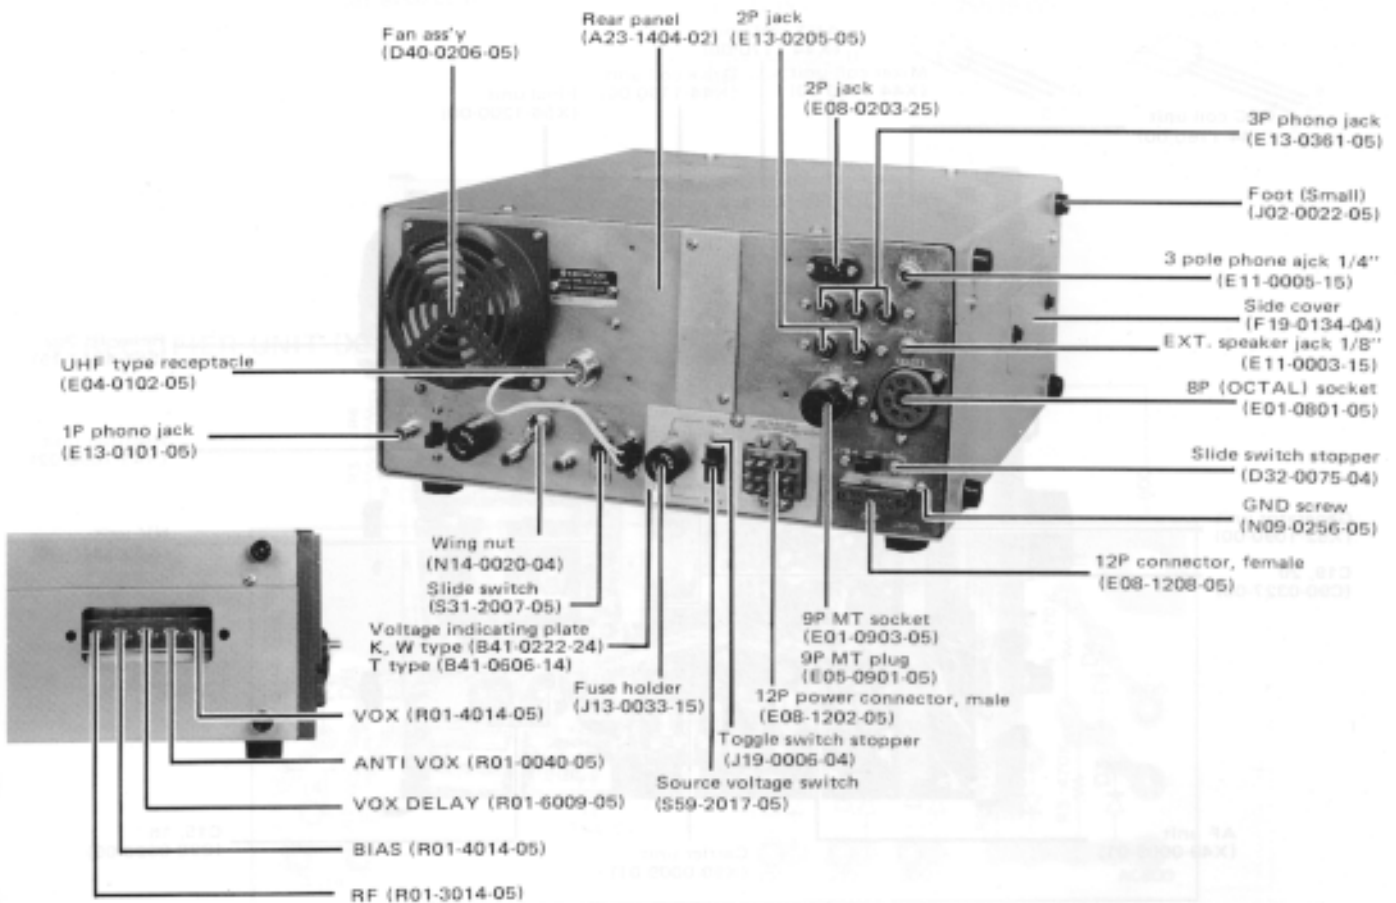 Fan ass'y
(D40-0206-05)
Rear panel
(A23-1404-02)
2P jack
(E13-0205-05)
2P jack
(E08-0203-25)
3P phono jack
(E13-0361-05)
Foot (Small)
(J02-0022-05)
3 pole phone ajck 1/4''
(E11-0005-15)
Side cover
(F19-0134-04)
EXT. speaker jack 1/8''
(E11-0003-15)
8P (OCTAL) socket
(E01-0801-05)
Slide switch stopper
(D32-0075-04)
GND screw
(N09-0256-05)
12P connector, female
(E08-1208-05)
UHF type receptacle
(E04-0102-05)
1P phono jack
(E13-0101-05)
Wing nut
(N14-0020-04)
Slide switch
(S31-2007-05)
Voltage indicating plate
K, W type (B41-0222-24)
T type (B41-0606-14)
Fuse holder
(J13-0033-15)
9P MT socket
(E01-0903-05)
9P MT plug
(E05-0901-05)
12P power connector, male
(E08-1202-05)
Toggle switch stopper
(J19-0006-04)
Source voltage switch
(S59-2017-05)
VOX (R01-4014-05)
ANTI VOX (R01-0040-05)
VOX DELAY (R01-6009-05)
BIAS (R01-4014-05)
RF (R01-3014-05)